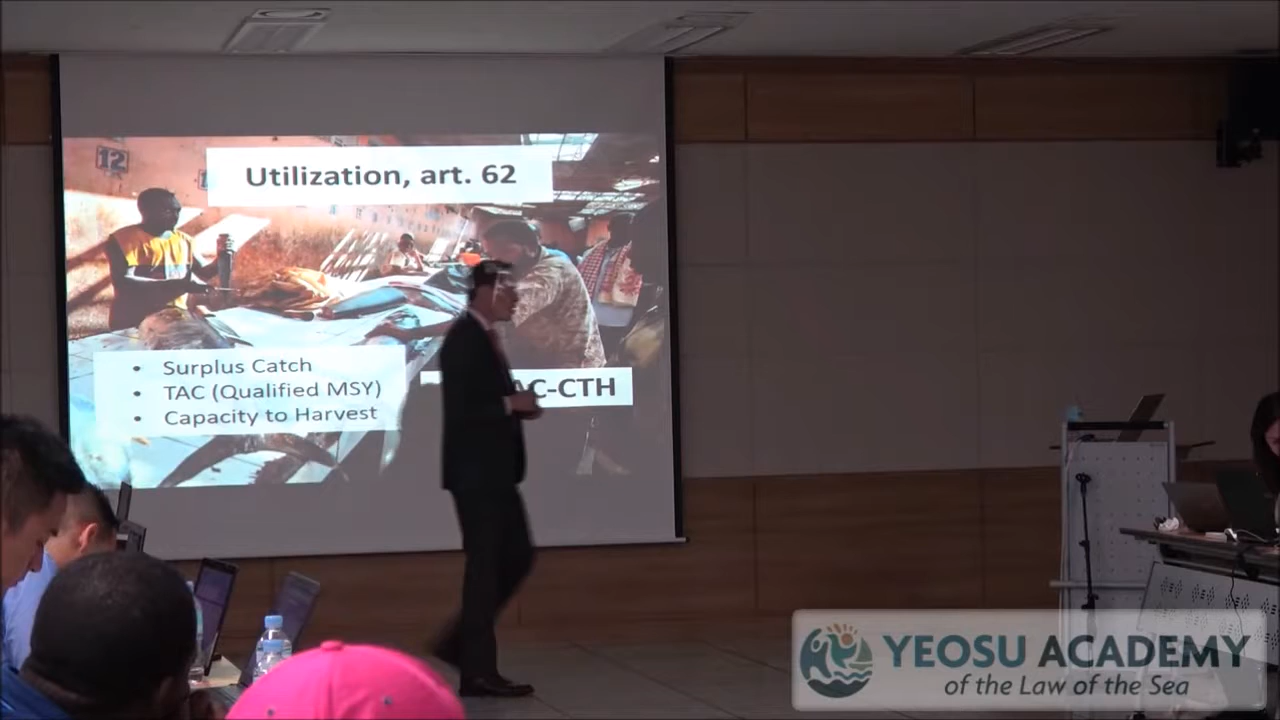 12
Utilization, art. 62
• Surplus Catch
• TAC (Qualified MSY)
• Capacity to Harvest
C-CTH
YEOSU ACADEMY
of the Law of the Sea